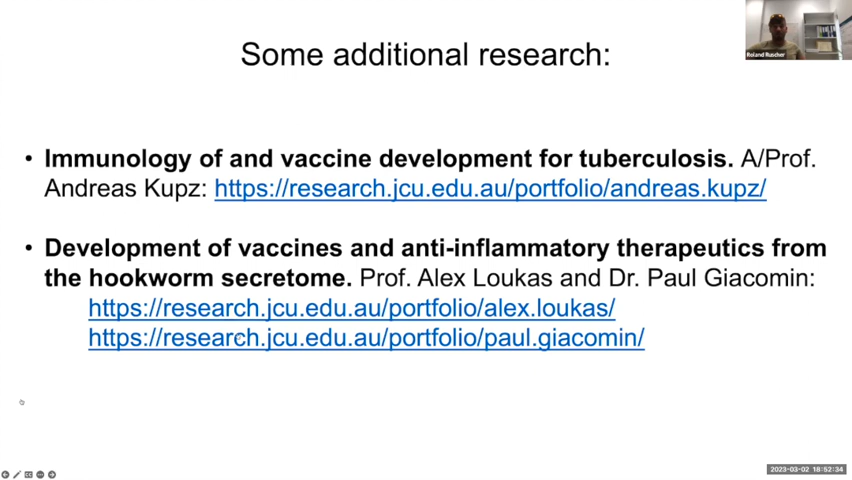 Some additional research:
Roland Ruscher
• Immunology of and vaccine development for tuberculosis. A/Prof.
Andreas Kupz: https://research.jcu.edu.au/portfolio/andreas.kupz/
• Development of vaccines and anti-inflammatory therapeutics from
the hookworm secretome. Prof. Alex Loukas and Dr. Paul Giacomin:
https://research.jcu.edu.au/portfolio/alex.loukas/
https://research.jcu.edu.au/portfolio/paul.giacomin/
2023-03-02 18:52:34